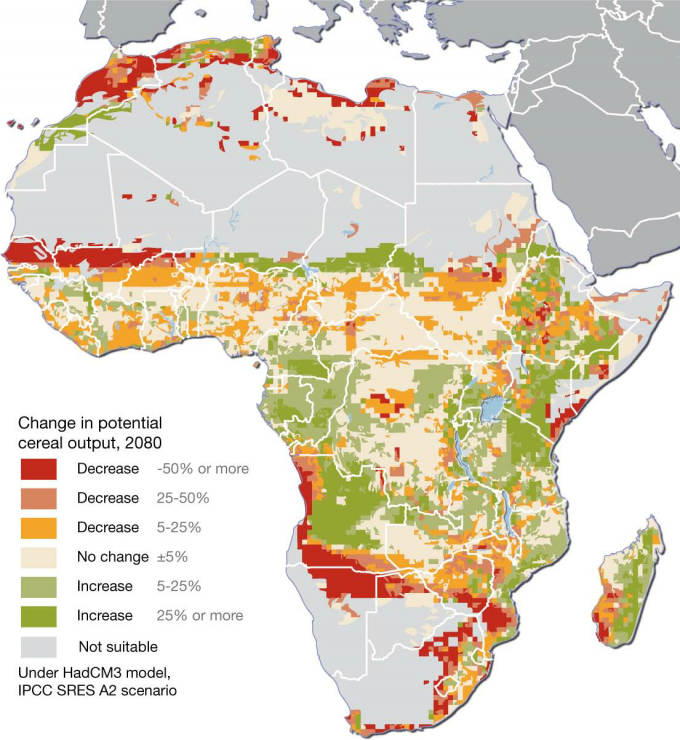 Change in potential
cereal output, 2080
Decrease -50% or more
Decrease 25-50%
Decrease 5-25%
No change ±5%
Increase 5-25%
Increase 25% or more
Not suitable
Under HadCM3 model,
IPCC SRES A2 scenario